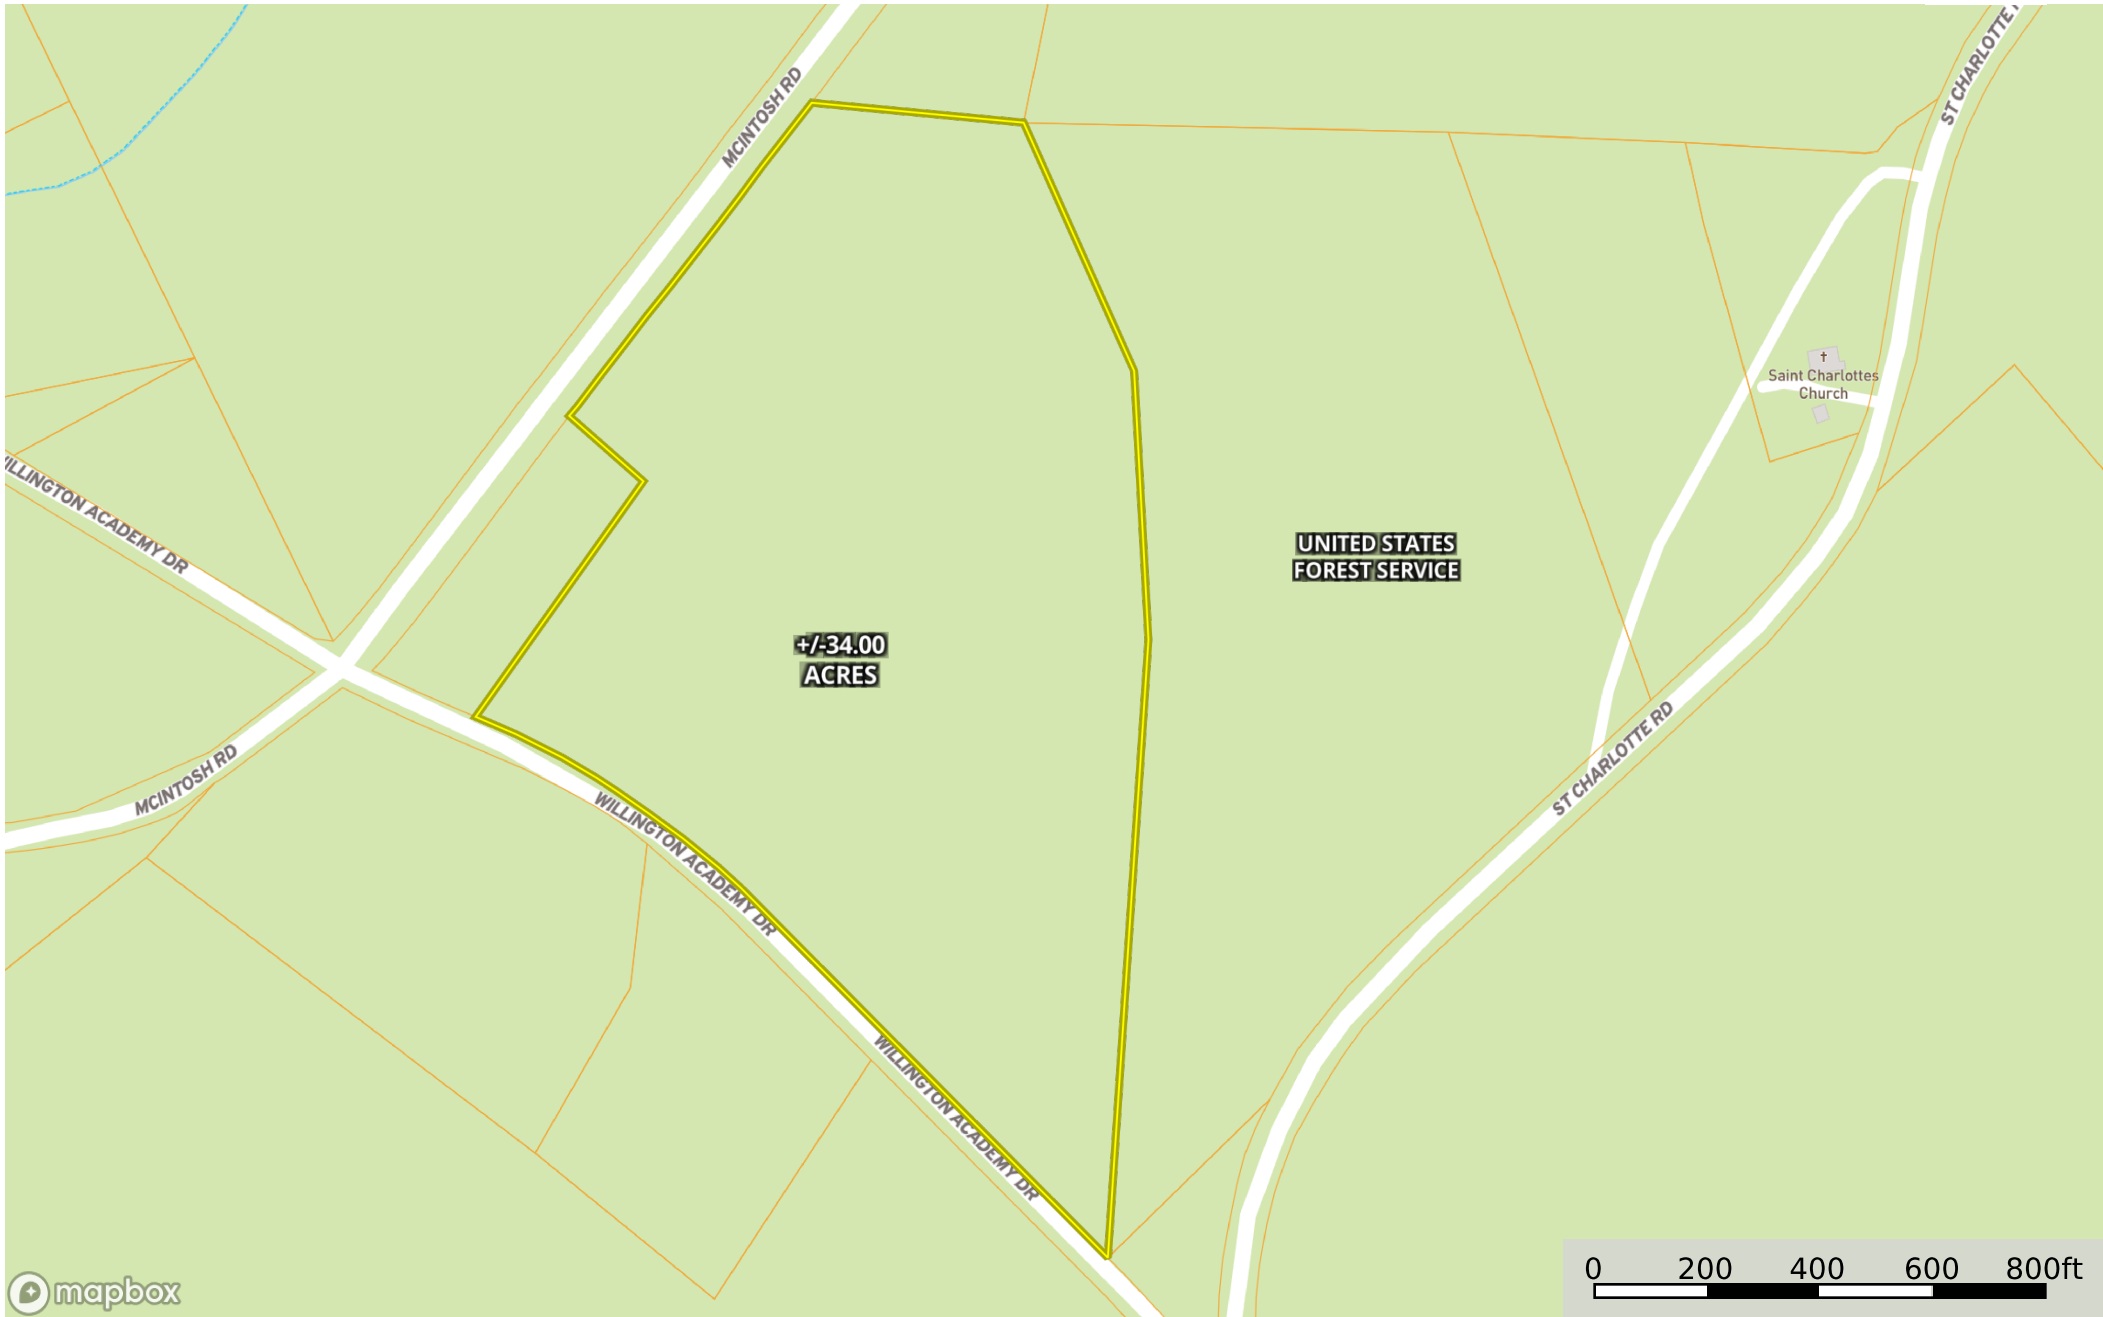 ST CHARLOTTE
MCINTOSH RD
Saint Charlottes
Church
WILLINGTON ACADEMY DR
UNITED STATES
FOREST SERVICE
+/-34.00
ACRES
MCINTOSH RD
ST CHARLOTTE RD
WILLINGTON ACADEMY DR
WILLINGTON ACADEMY DR
0 200 400 600 800ft
mapbox